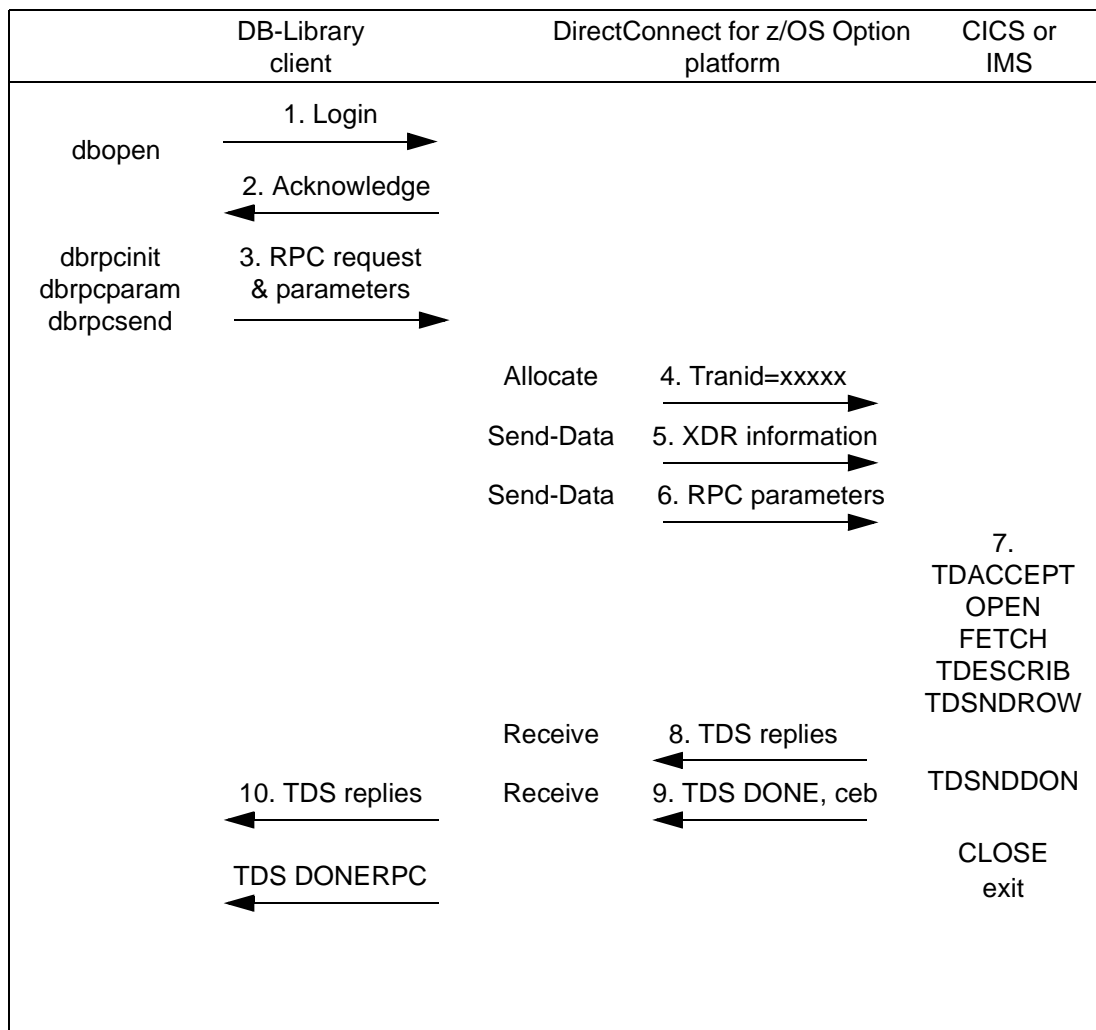 DB-Library
client
DirectConnect for z/OS Option
platform
CICS or
IMS
1. Login
dbopen
2. Acknowledge
dbrpcinit
dbrpcparam
dbrpcsend
3. RPC request
& parameters
Allocate
4. Tranid=xxxxx
Send-Data
5. XDR information
Send-Data
6. RPC parameters
7.
TDACCEPT
OPEN
FETCH
TDESCRIB
TDSNDROW
Receive
8. TDS replies
TDSNDDON
10. TDS replies
Receive
9. TDS DONE, ceb
CLOSE
exit
TDS DONERPC